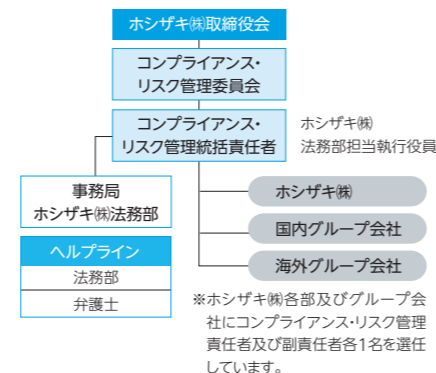 ホシザキ㈱取締役会
コンプライアンス・
リスク管理委員会
コンプライアンス・
リスク管理統括責任者
ホシザキ㈱
法務部担当執行役員
事務局
ホシザキ㈱法務部
ヘルプライン
法務部
弁護士
ホシザキ㈱
国内グループ会社
海外グループ会社
※ホシザキ㈱各部及びグループ会
社にコンプライアンス・リスク管理
責任者及び副責任者各1名を選任
しています。